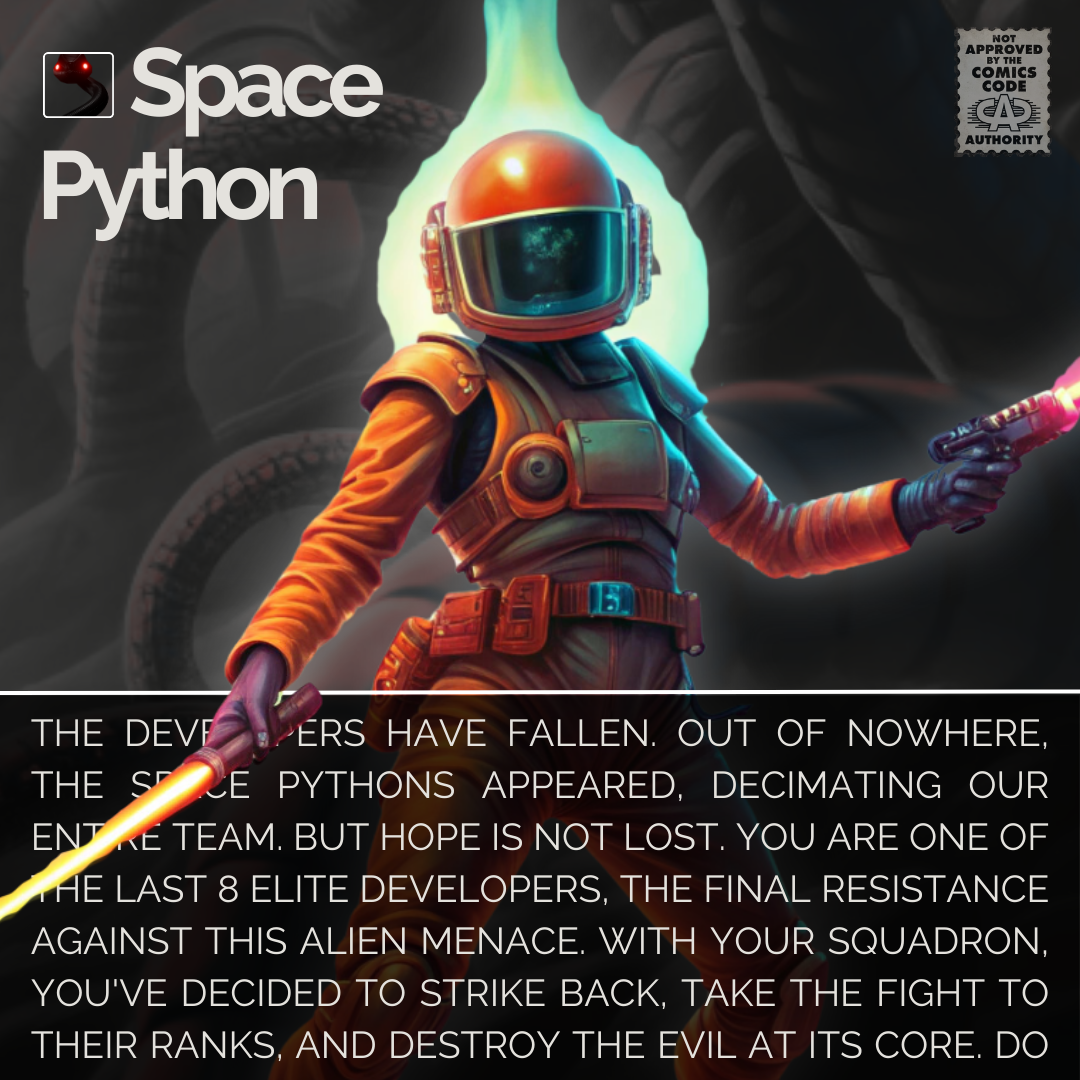 Space
Python
NOT
APPROVED
BY THE
COMICS
CODE
A
AUTHORITY
THE DEVELOPERS HAVE FALLEN. OUT OF NOWHERE,
THE SPACE PYTHONS APPEARED, DECIMATING OUR
ENTIRE TEAM. BUT HOPE IS NOT LOST. YOU ARE ONE OF
THE LAST 8 ELITE DEVELOPERS, THE FINAL RESISTANCE
AGAINST THIS ALIEN MENACE. WITH YOUR SQUADRON,
YOU'VE DECIDED TO STRIKE BACK, TAKE THE FIGHT TO
THEIR RANKS, AND DESTROY THE EVIL AT ITS CORE. DO